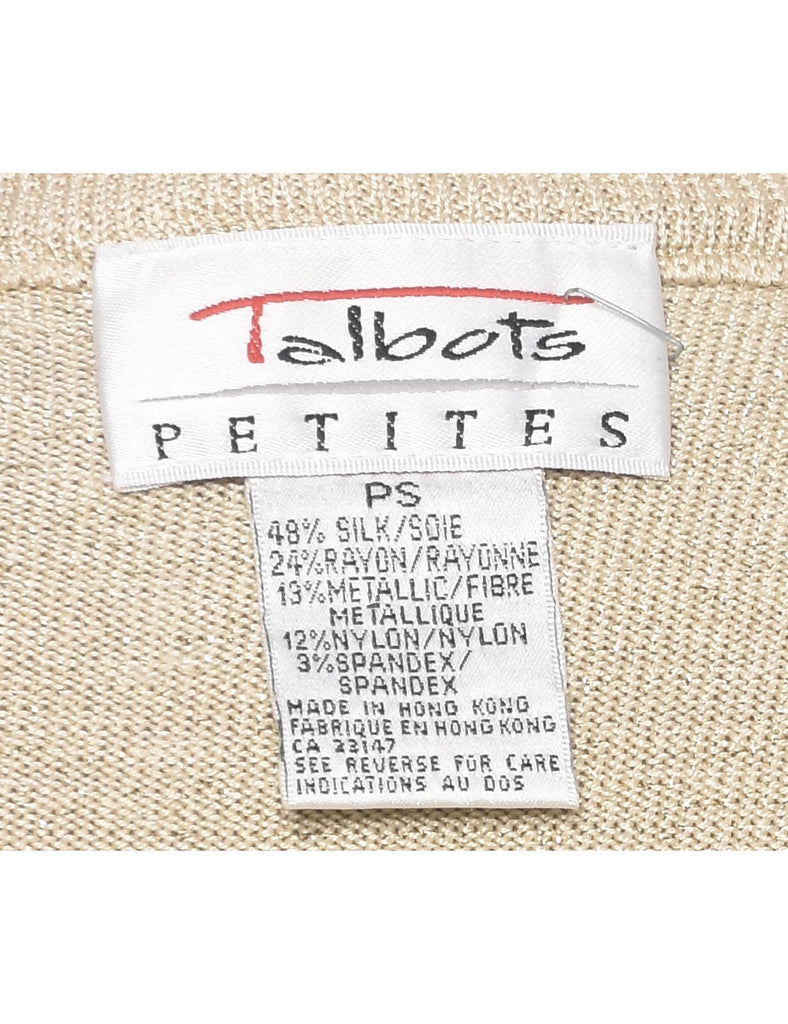 Talbots
PETITES
PS
48% SILK/SOIE
24%RAYON/RAYONNE
13%METALLIC/FIBRE
METALLIQUE
12%NYLON/NYLON
3%SPANDEX/
SPANDEX
MADE IN HONG KONG
FABRIQUE EN HONG KONG
CA 23147
SEE REVERSE FOR CARE
INDICATIONS AU DOS